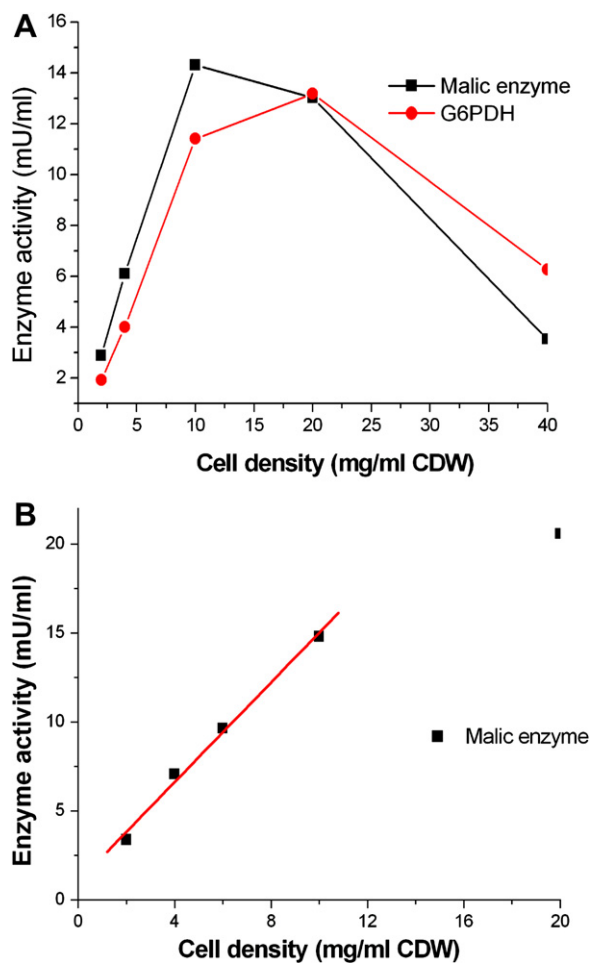 A
16
14
12
10
8
6
4
2
Enzyme activity (mU/ml)
Malic enzyme
G6PDH
0 5 10 15 20 25 30 35 40
Cell density (mg/ml CDW)
B
20
15
10
5
0
Enzyme activity (mU/ml)
Malic enzyme
0 4 8 12 16 20
Cell density (mg/ml CDW)